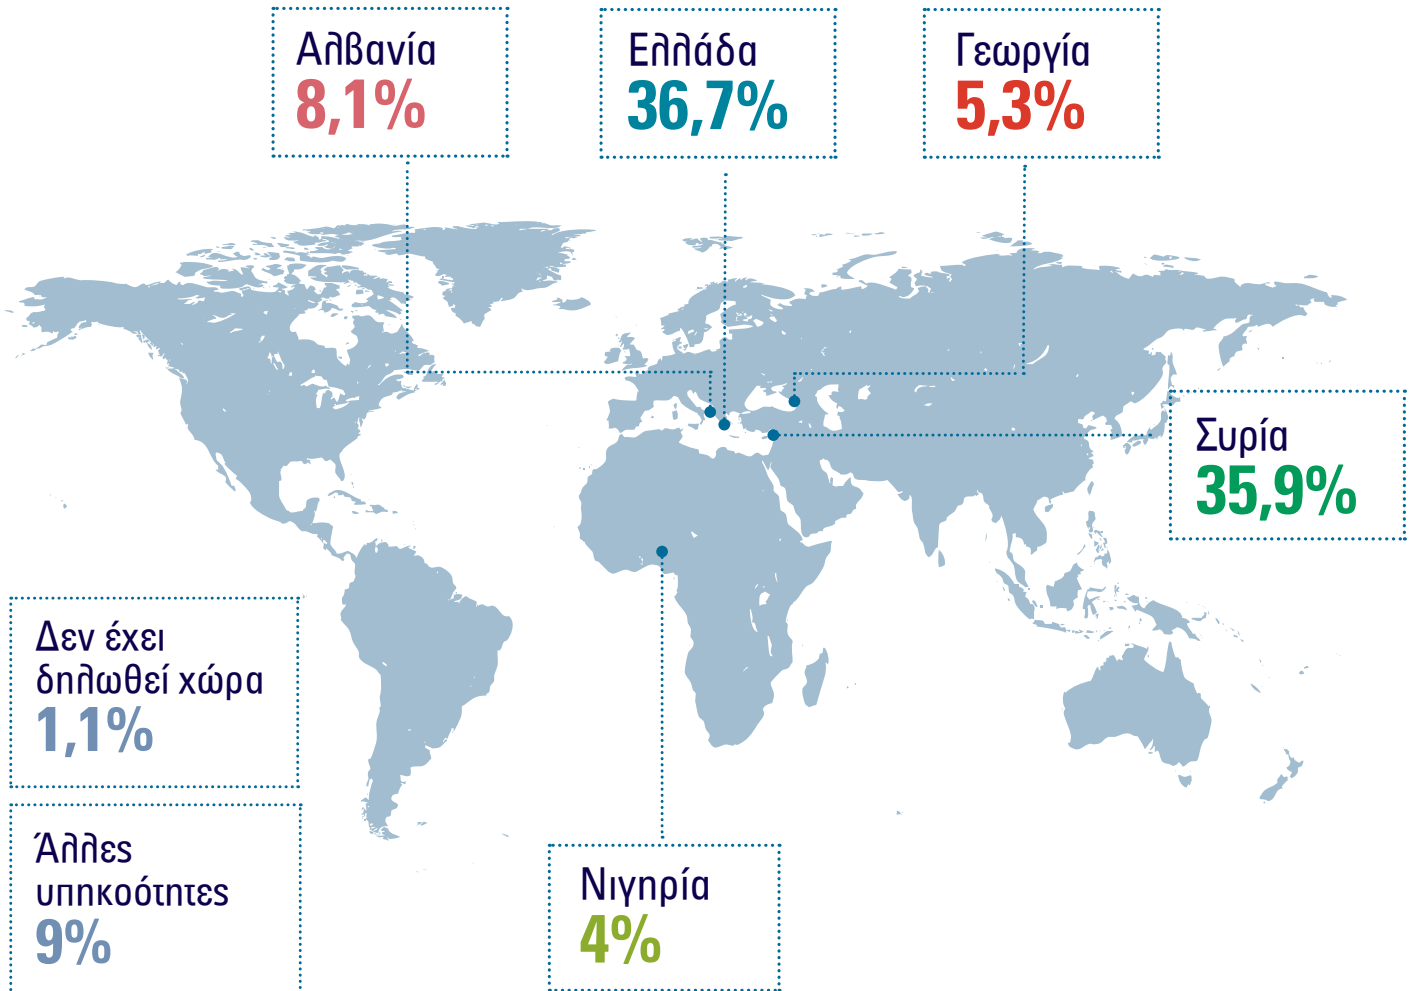 Αλβανία
8,1%
Ελλάδα
36,7%
Γεωργία
5,3%
Συρία
35,9%
Δεν έχει
δηλωθεί χώρα
1,1%
Άλλες
υπηκοότητες
9%
Νιγηρία
4%